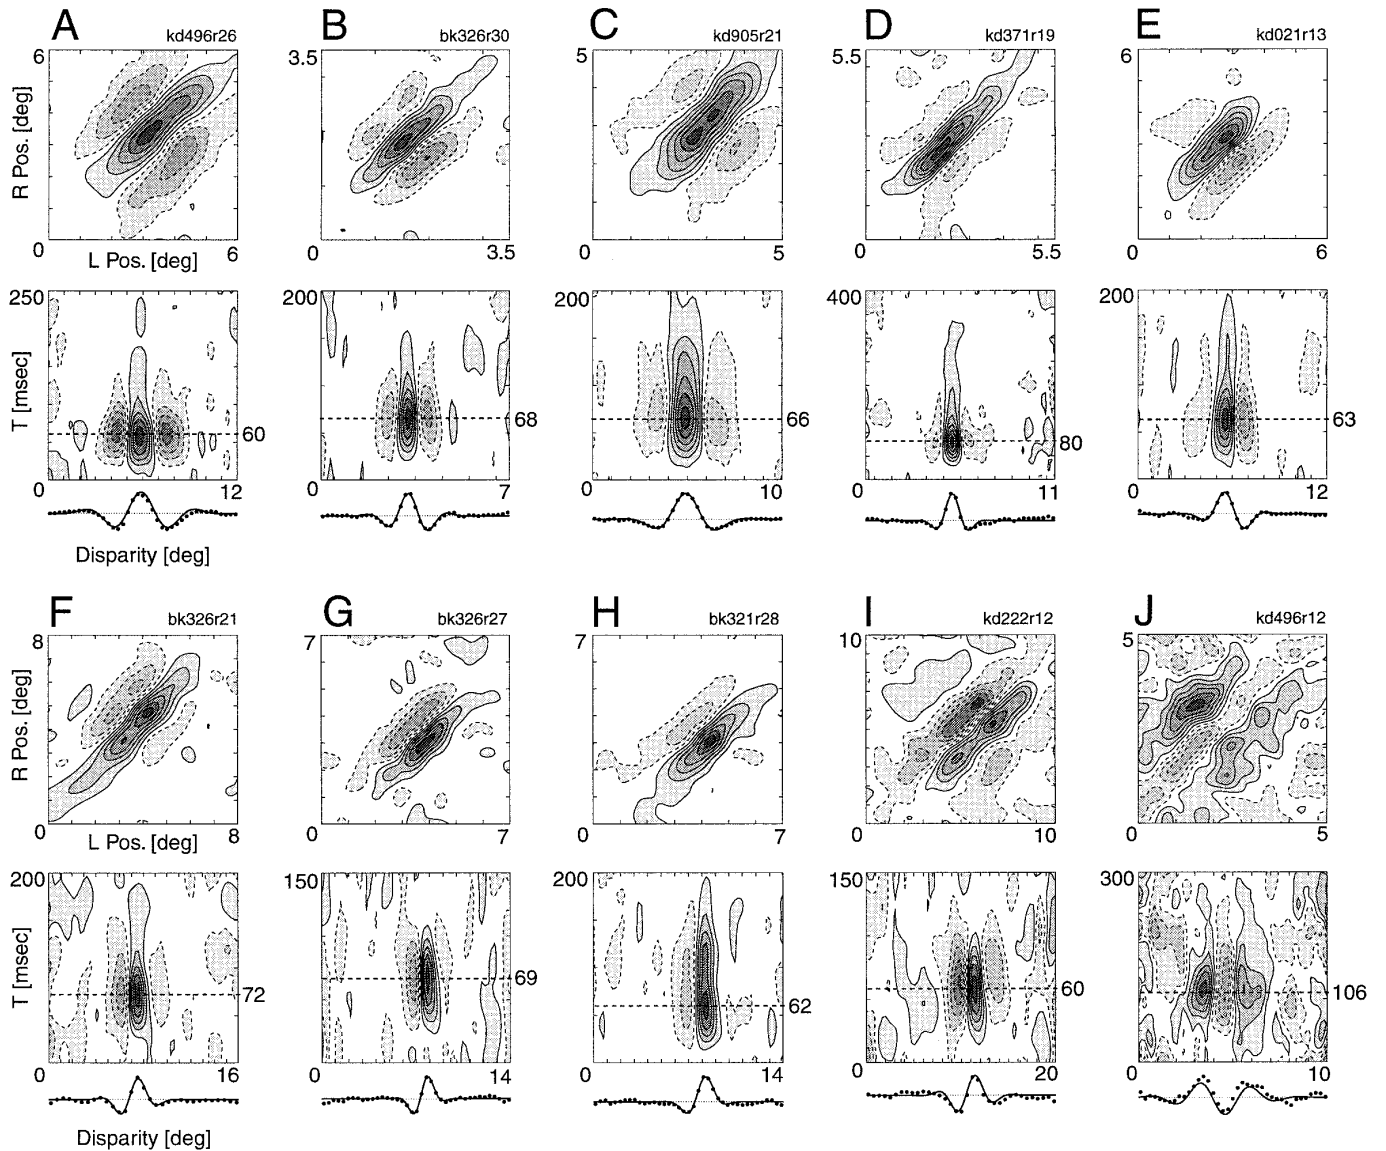 A kd496r26
B bk326r30
C kd905r21
D kd371r19
E kd021r13
6 3.5 5 5.5 6
R Pos. [deg]
0 L Pos. [deg] 6
0 3.5
0 5
0 5.5
0 6
250 200 200 400 200
T [msec]
60 68 66 80 63
0 12
0 7
0 10
0 11
0 12
Disparity [deg]
F bk326r21
G bk326r27
H bk321r28
I kd222r12
J kd496r12
8 7 7 10 5
R Pos. [deg]
0 L Pos. [deg] 8
0 7
0 7
0 10
0 5
200 150 200 150 300
T [msec]
72 69 62 60 106
0 16
0 14
0 14
0 20
0 10
Disparity [deg]